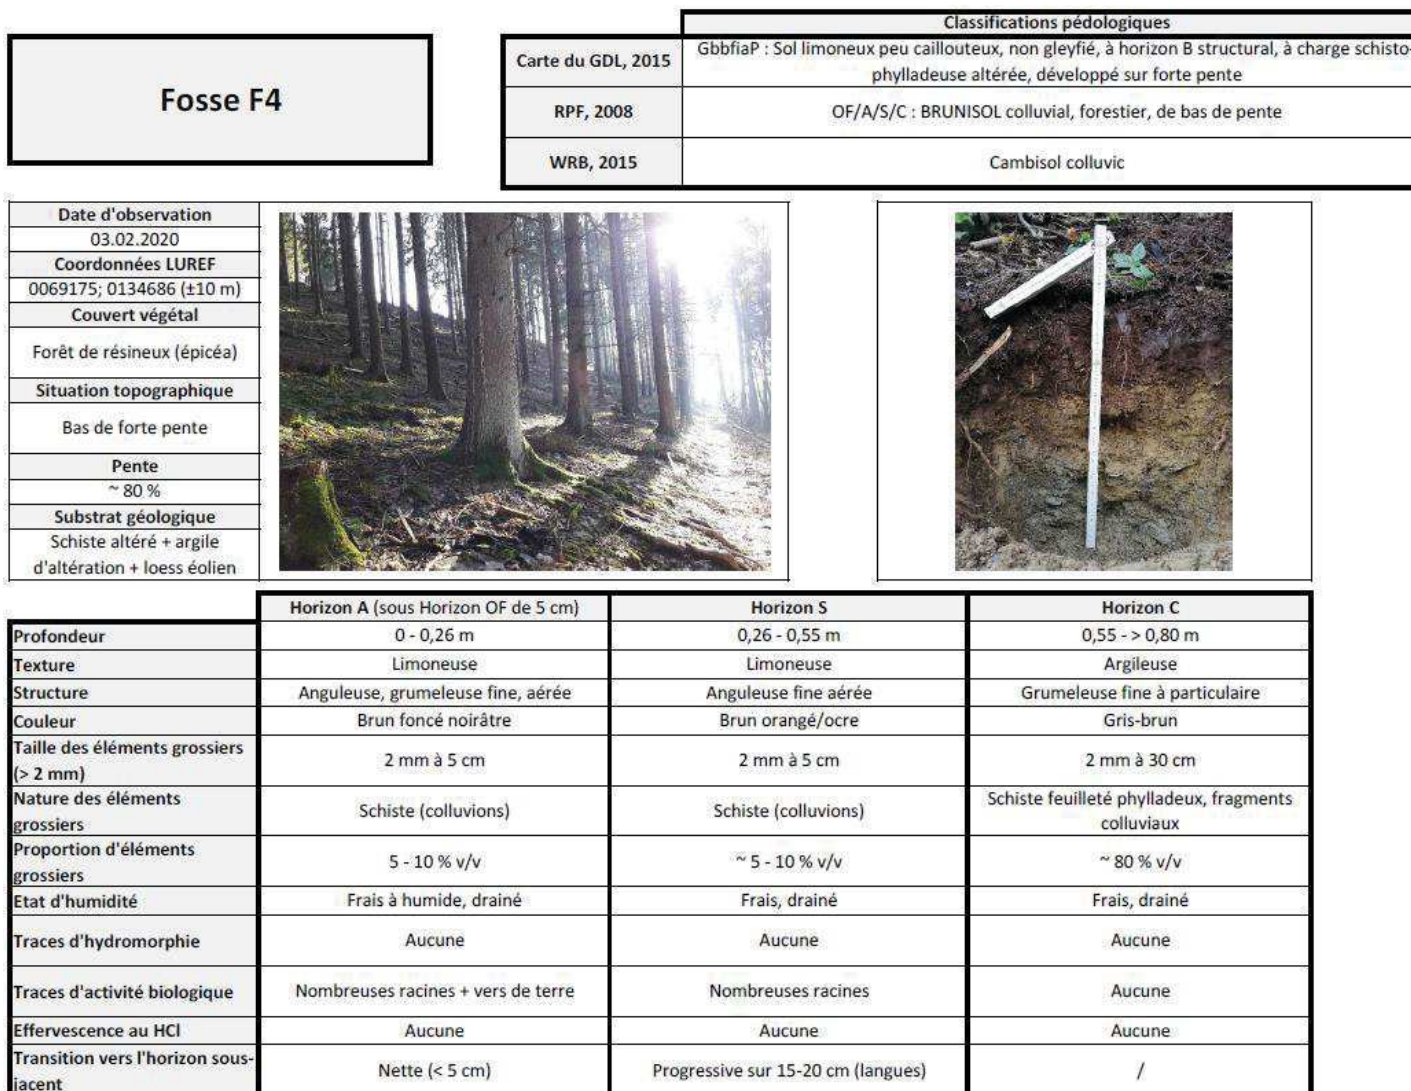 Classifications pédologiques
Fosse F4
Carte du GDL, 2015
GbbfiaP : Sol limoneux peu caillouteux, non gleyfié, à horizon B structural, à charge schisto-
phylladeuse altérée, développé sur forte pente
RPF, 2008
OF/A/S/C : BRUNISOL colluvial, forestier, de bas de pente
WRB, 2015
Cambisol colluvic
Date d'observation
03.02.2020
Coordonnées LUREF
0069175; 0134686 (±10 m)
Couvert végétal
Forêt de résineux (épicéa)
Situation topographique
Bas de forte pente
Pente
~ 80 %
Substrat géologique
Schiste altéré + argile
d'altération + loess éolien
Horizon A (sous Horizon OF de 5 cm)
Horizon S
Horizon C
Profondeur
0 - 0,26 m
0,26 - 0,55 m
0,55 - > 0,80 m
Texture
Limoneuse
Limoneuse
Argileuse
Structure
Anguleuse, grumeleuse fine, aérée
Anguleuse fine aérée
Grumeleuse fine à particulaire
Couleur
Brun foncé noirâtre
Brun orangé/ocre
Gris-brun
Taille des éléments grossiers
(> 2 mm)
2 mm à 5 cm
2 mm à 5 cm
2 mm à 30 cm
Nature des éléments
grossiers
Schiste (colluvions)
Schiste (colluvions)
Schiste feuilleté phylladeux, fragments
colluviaux
Proportion d'éléments
grossiers
5 - 10 % v/v
~ 5 - 10 % v/v
~ 80 % v/v
Etat d'humidité
Frais à humide, drainé
Frais, drainé
Frais, drainé
Traces d'hydromorphie
Aucune
Aucune
Aucune
Traces d'activité biologique
Nombreuses racines + vers de terre
Nombreuses racines
Aucune
Effervescence au HCl
Aucune
Aucune
Aucune
Transition vers l'horizon sous-
jacent
Nette (< 5 cm)
Progressive sur 15-20 cm (langues)
/